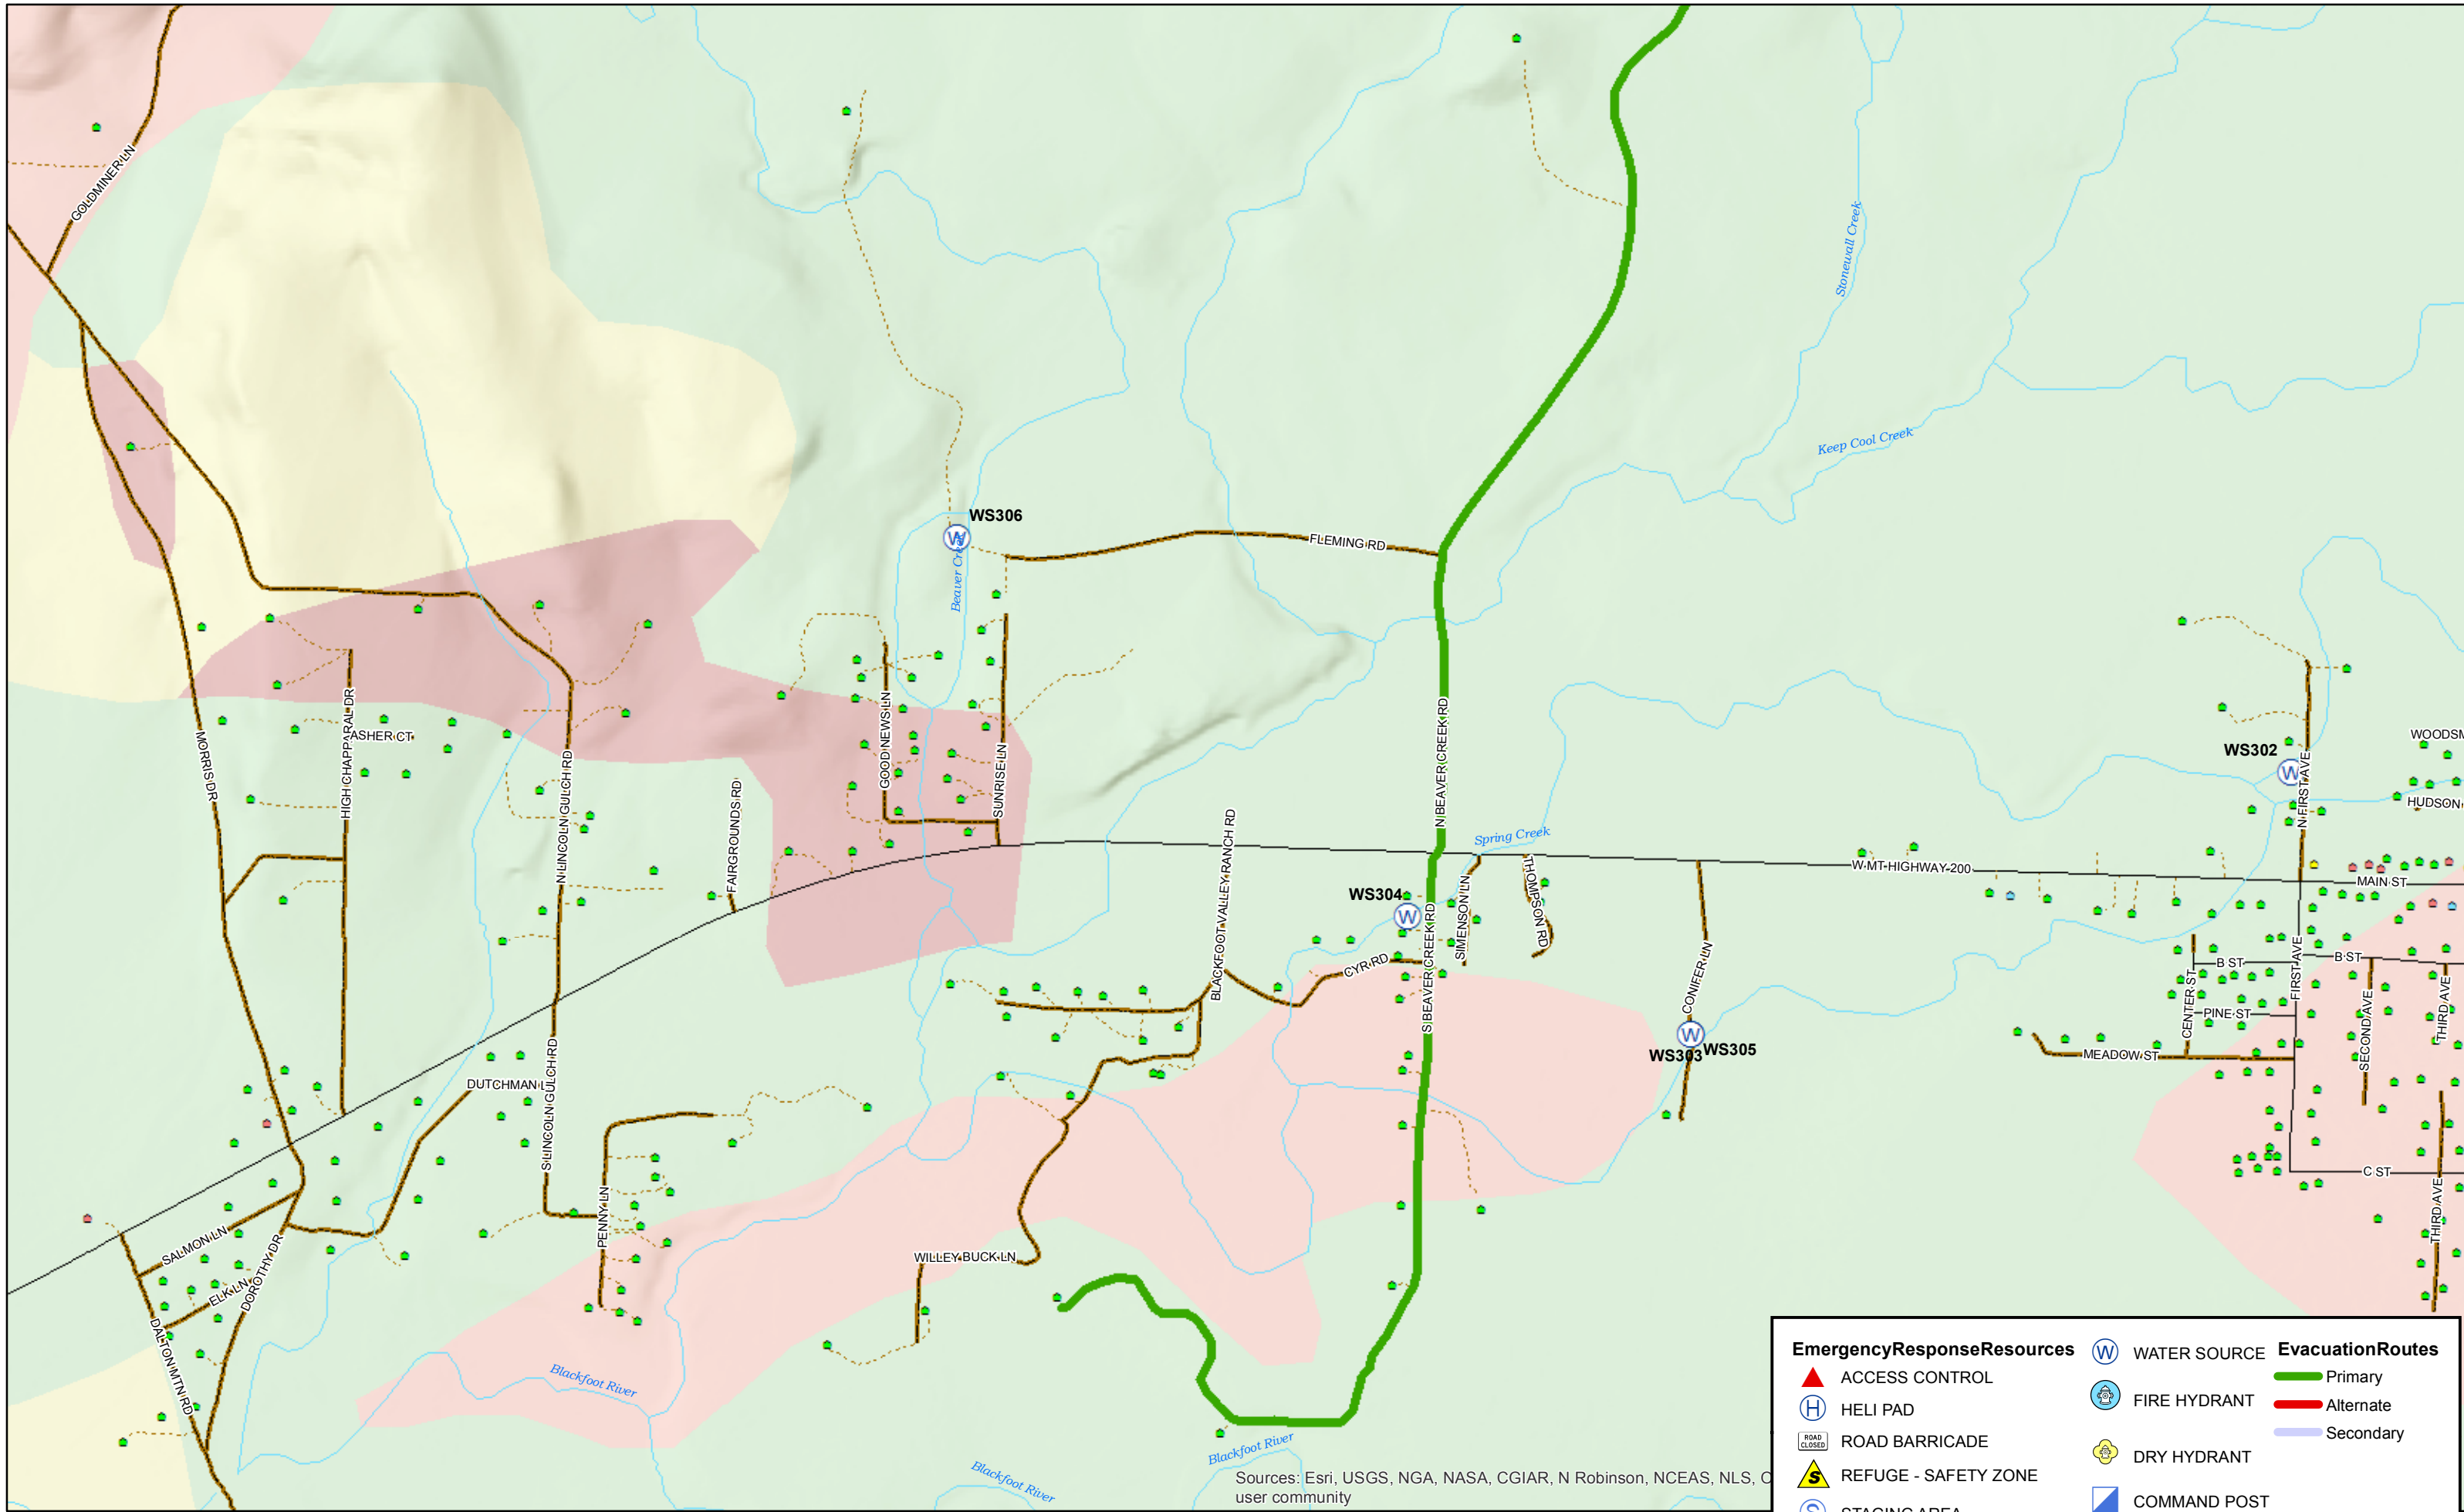 GOLDMINER LN
Stonewall Creek
Keep Cool Creek
WS306
FLEMING RD
Beaver Creek
HIGH CHAPPARAL DR
ASHER CT
MORRIS DR
N LINCOLN GULCH RD
FAIRGROUNDS RD
GOOD NEWS LN
SUNRISE LN
N BEAVER CREEK RD
BLACKFOOT VALLEY RANCH RD
Spring Creek
WS302
N FIRST AVE
HUDSON
W MT HIGHWAY 200
MAIN ST
WS304
SIMENSON LN
THOMPSON RD
S BEAVER CREEK RD
CYR RD
CONIFER LN
WS303
WS305
B ST
B ST
FIRST AVE
CENTER ST
PINE ST
MEADOW ST
SECOND AVE
THIRD AVE
C ST
THIRD AVE
DUTCHMAN L
S LINCOLN GULCH RD
PENNY LN
WILLEY BUCK LN
SALMON LN
ELK LN
DOROTHY DR
DALTON MTN RD
Blackfoot River
Blackfoot River
Blackfoot River
Sources: Esri, USGS, NGA, NASA, CGIAR, N Robinson, NCEAS, NLS,
user community
EmergencyResponseResources
ACCESS CONTROL
HELI PAD
ROAD CLOSED
ROAD BARRICADE
REFUGE - SAFETY ZONE
STAGING AREA
WATER SOURCE
FIRE HYDRANT
DRY HYDRANT
COMMAND POST
EvacuationRoutes
Primary
Alternate
Secondary